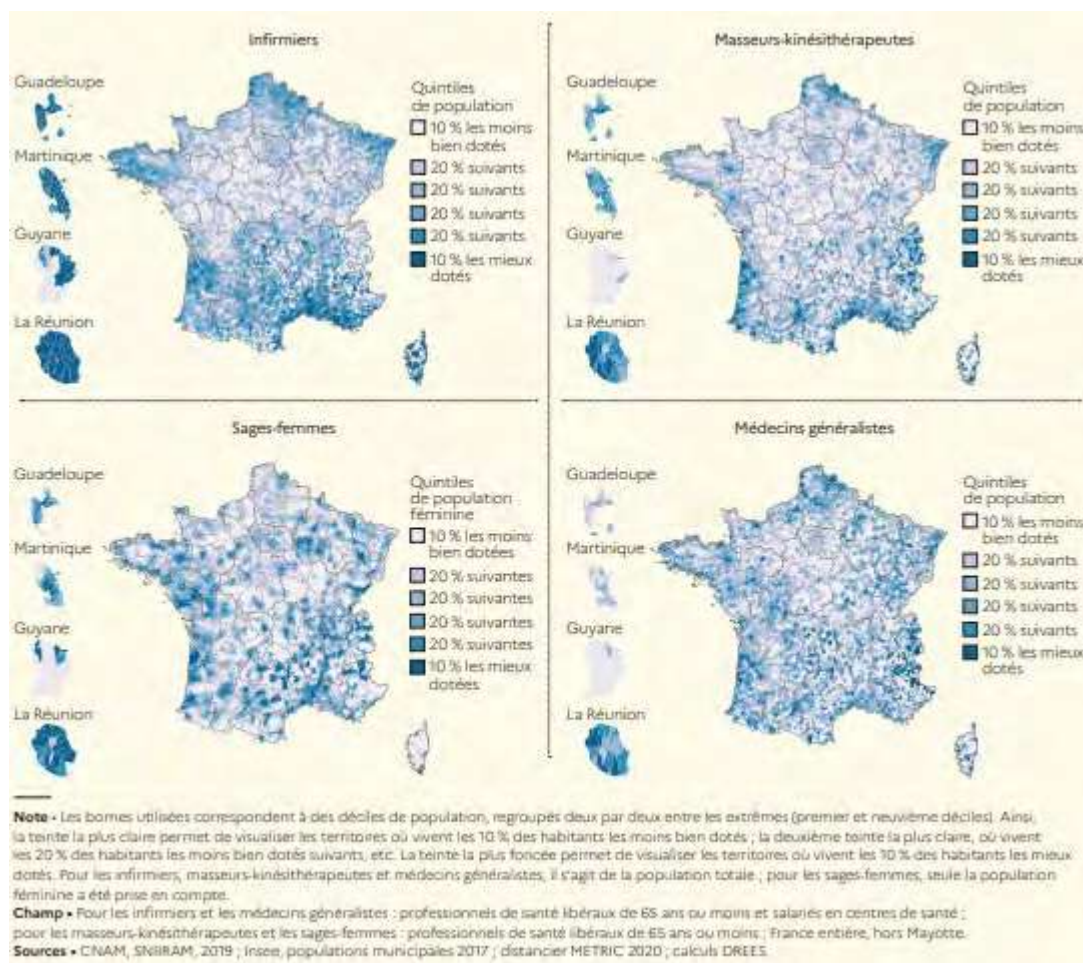 Infirmiers
Guadeloupe
Martinique
Guyane
La Réunion
Quintiles
de population
10 % les moins
bien dotés
20 % suivants
20 % suivants
20 % suivants
20 % suivants
10 % les mieux
dotés
Masseurs-kinésithérapeutes
Guadeloupe
Martinique
Guyane
La Réunion
Quintiles
de population
10 % les moins
bien dotés
20 % suivants
20 % suivants
20 % suivants
20 % suivants
10 % les mieux
dotés
Sages-femmes
Guadeloupe
Martinique
Guyane
La Réunion
Quintiles
de population
féminine
10 % les moins
bien dotées
20 % suivantes
20 % suivantes
20 % suivantes
20 % suivantes
10 % les mieux
dotées
Médecins généralistes
Guadeloupe
Martinique
Guyane
La Réunion
Quintiles
de population
10 % les moins
bien dotés
20 % suivants
20 % suivants
20 % suivants
20 % suivants
10 % les mieux
dotés
Note • Les bornes utilisées correspondent à des déciles de population, regroupés deux par deux entre les extrêmes (premier et neuvième déciles). Ainsi,
la teinte la plus claire permet de visualiser les territoires où vivent les 10 % des habitants les moins bien dotés ; la deuxième teinte la plus claire, où vivent
les 20 % des habitants les moins bien dotés suivants, etc. La teinte la plus foncée permet de visualiser les territoires où vivent les 10 % des habitants les mieux
dotés. Pour les infirmiers, masseurs-kinésithérapeutes et médecins généralistes, il s'agit de la population totale ; pour les sages-femmes, seule la population
féminine a été prise en compte.
Champ • Pour les infirmiers et les médecins généralistes : professionnels de santé libéraux de 65 ans ou moins et salariés en centres de santé ;
pour les masseurs-kinésithérapeutes et les sages-femmes : professionnels de santé libéraux de 65 ans ou moins ; France entière, hors Mayotte.
Sources • CNAM, SNIIRAM, 2019 ; Insee, populations municipales 2017 ; distancier METRIC 2020 ; calculs DREES.